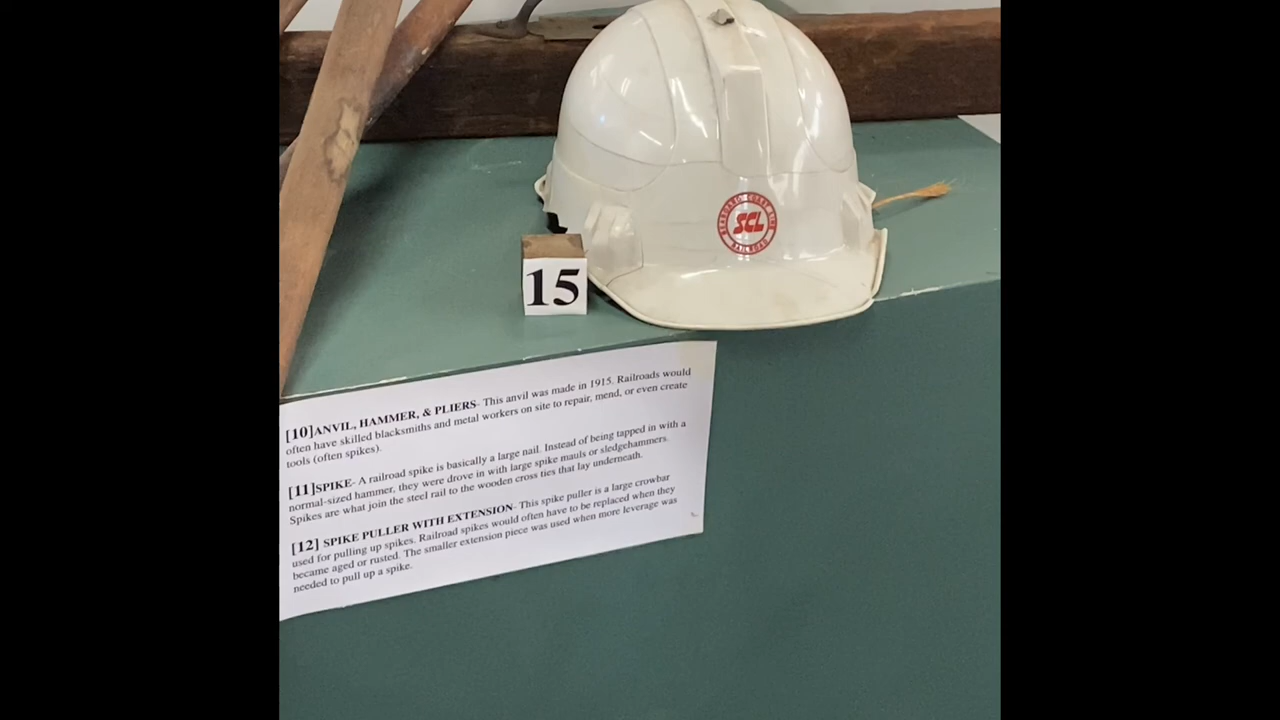 SEABOARD COAST LINE
SCL
RAILROAD
15
[10]ANVIL, HAMMER, & PLIERS- This anvil was made in 1915. Railroads would
often have skilled blacksmiths and metal workers on site to repair, mend, or even create
tools (often spikes).
[11]SPIKE- A railroad spike is basically a large nail. Instead of being tapped in with a
normal-sized hammer, they were drove in with large spike mauls or sledgehammers.
Spikes are what join the steel rail to the wooden cross ties that lay underneath.
[12] SPIKE PULLER WITH EXTENSION- This spike puller is a large crowbar
used for pulling up spikes. Railroad spikes would often have to be replaced when they
became aged or rusted. The smaller extension piece was used when more leverage was
needed to pull up a spike.